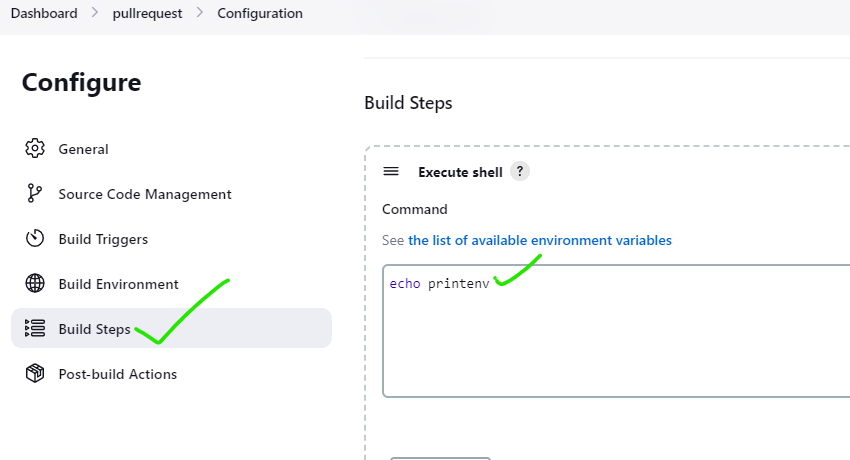 Dashboard > pullrequest > Configuration
Configure
General
Source Code Management
Build Triggers
Build Environment
Build Steps
Post-build Actions
Build Steps
Execute shell ?
Command
See the list of available environment variables
echo printenv